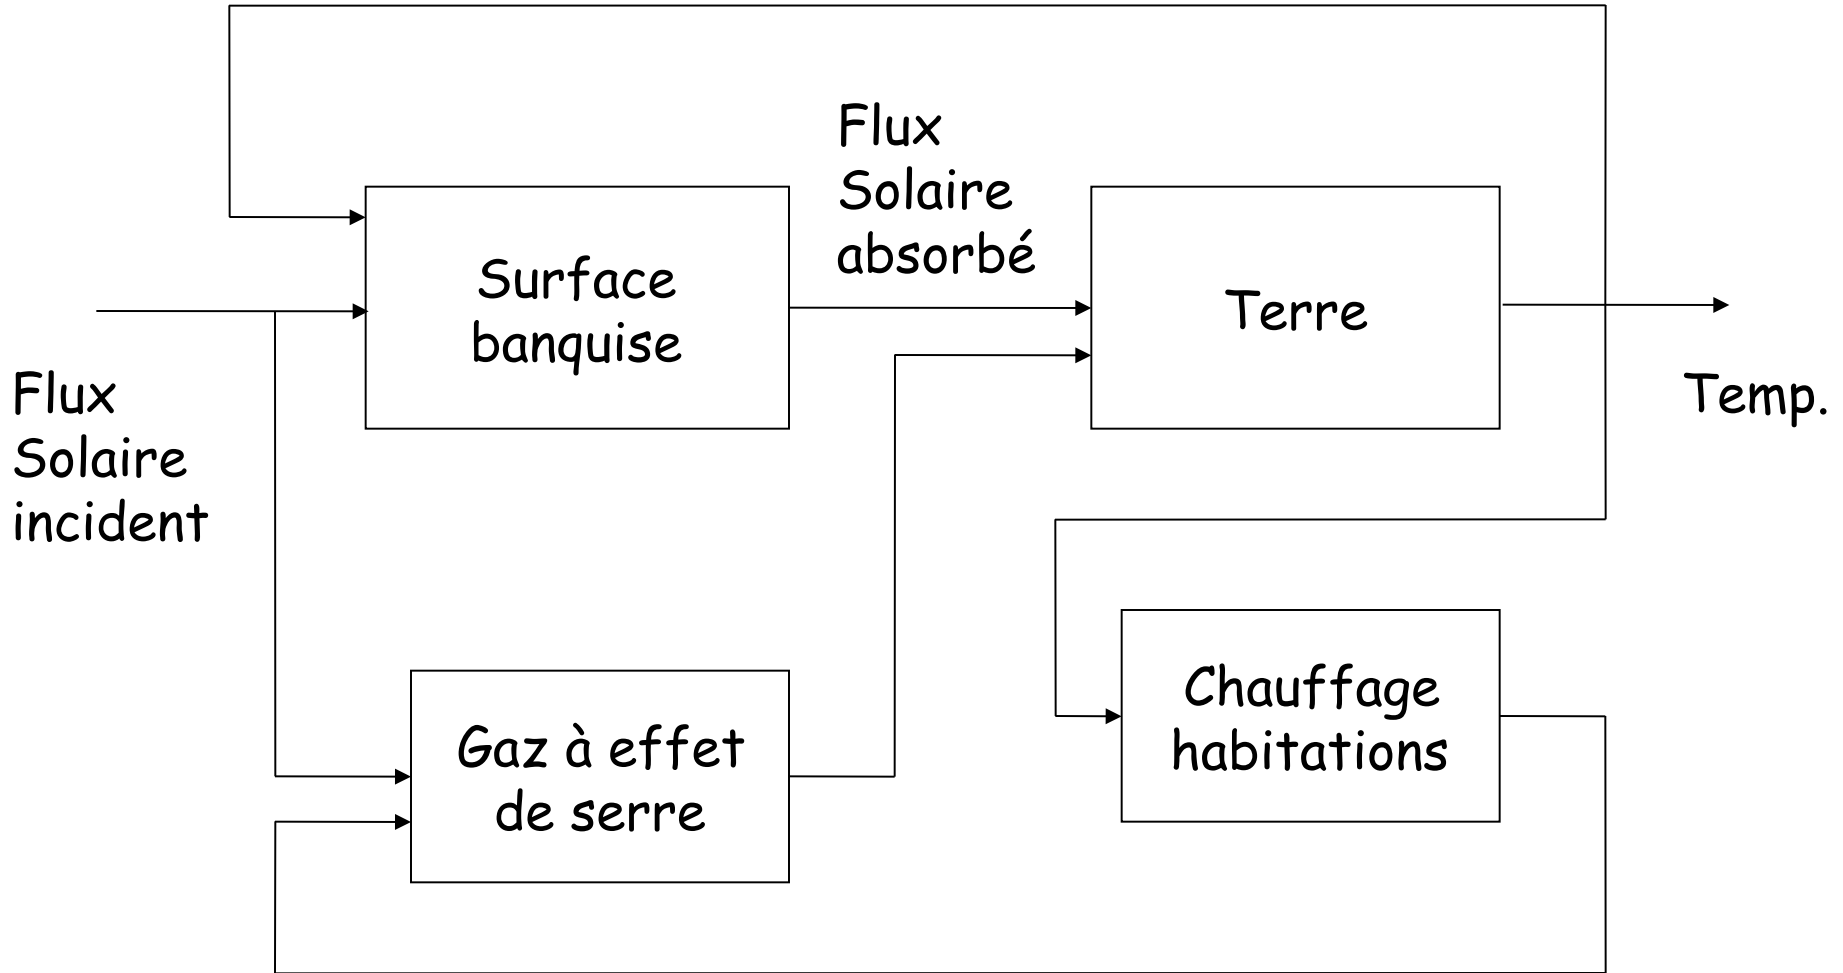 Flux
Solaire
absorbé
Surface
banquise
Terre
Flux
Solaire
incident
Temp.
Gaz à effet
de serre
Chauffage
habitations